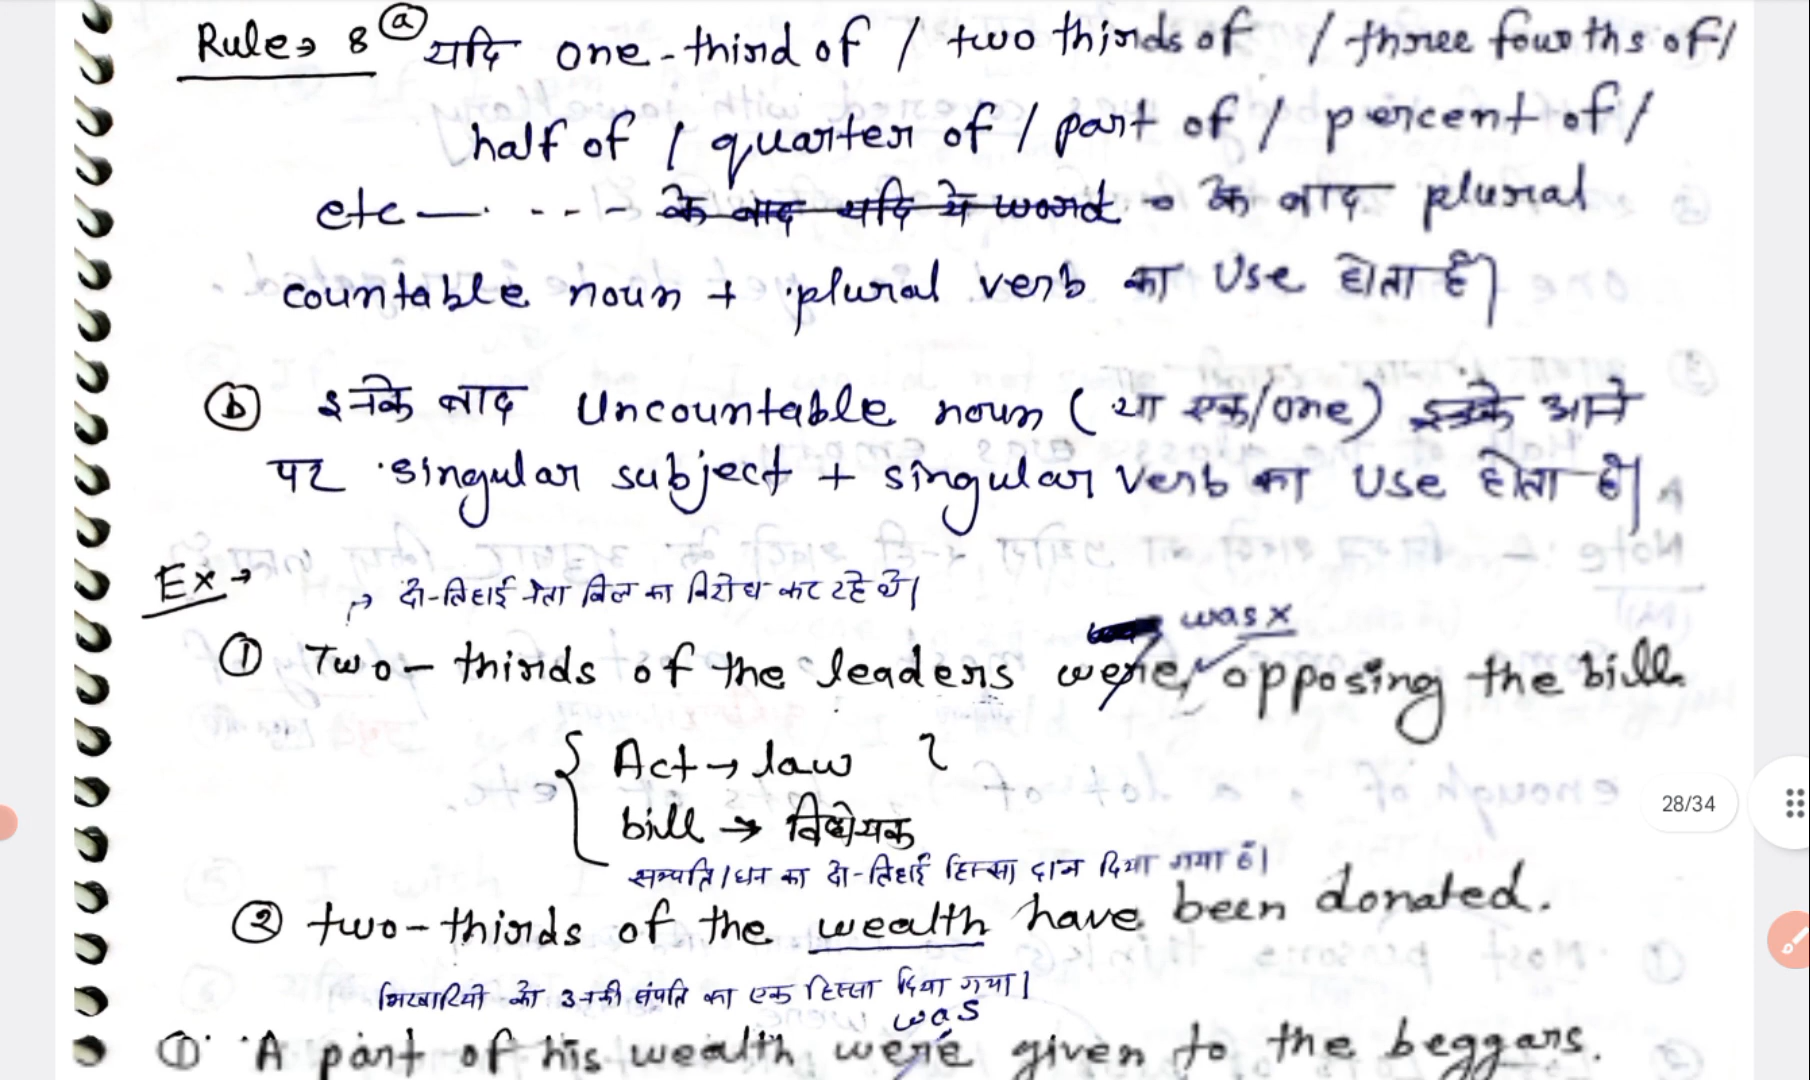 Rule→ 8 (a) यदि one-third of / two thirds of / three fourths of /
half of / quarter of / part of / percent of /
etc —. --- के बाद यदि ये word → के बाद plural
countable noun + plural verb का use होता है।
(b) इनके बाद Uncountable noun (या एक/one) इनके आने
पर singular subject + singular verb का use होता है।
Ex →
→ दो-तिहाई नेता बिल का विरोध कर रहे थे।
was ×
① Two-thirds of the leaders were ✓ opposing the bill.
{ Act → law }
bill → विधेयक
सम्पत्ति/धन का दो-तिहाई हिस्सा दान दिया गया है।
② two-thirds of the wealth have been donated.
भिखारियो को उनकी संपत्ति का एक हिस्सा दिया गया।
was
① A part of his wealth were given to the beggars.
28/34